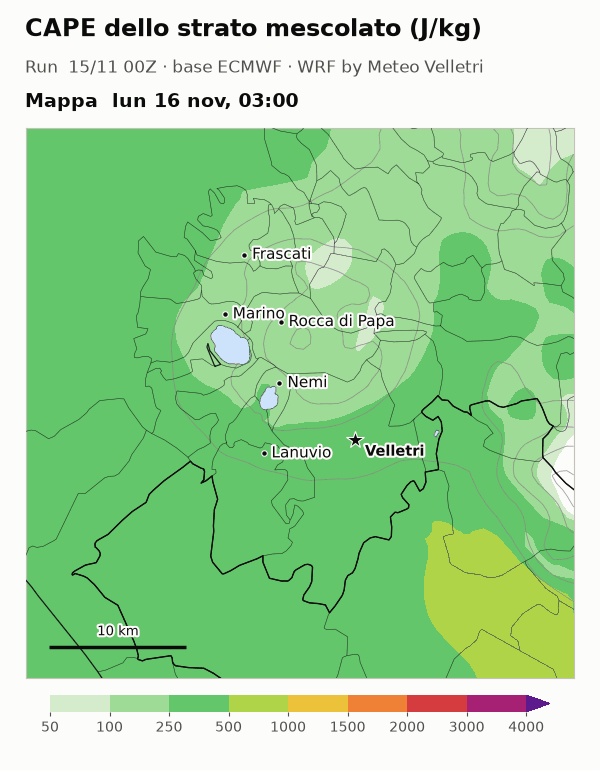 CAPE dello strato mescolato (J/kg)
Run  15/11 00Z · base ECMWF · WRF by Meteo Velletri
Mappa  lun 16 nov, 03:00
Frascati
Marino
Rocca di Papa
Nemi
Velletri
Lanuvio
10 km
50 100 250 500 1000 1500 2000 3000 4000